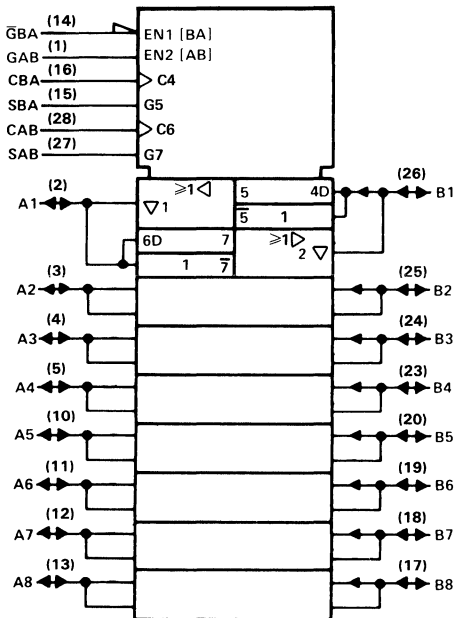 G̅BA (14) EN1 [BA]
GAB (1) EN2 [AB]
CBA (16) C4
SBA (15) G5
CAB (28) C6
SAB (27) G7
A1 (2) ≥1 ◁ 5 4D (26) B1
▽ 1 5̅ 1
6D 7 ≥1 ▷
1 7̅ 2 ▽
A2 (3) (25) B2
A3 (4) (24) B3
A4 (5) (23) B4
A5 (10) (20) B5
A6 (11) (19) B6
A7 (12) (18) B7
A8 (13) (17) B8